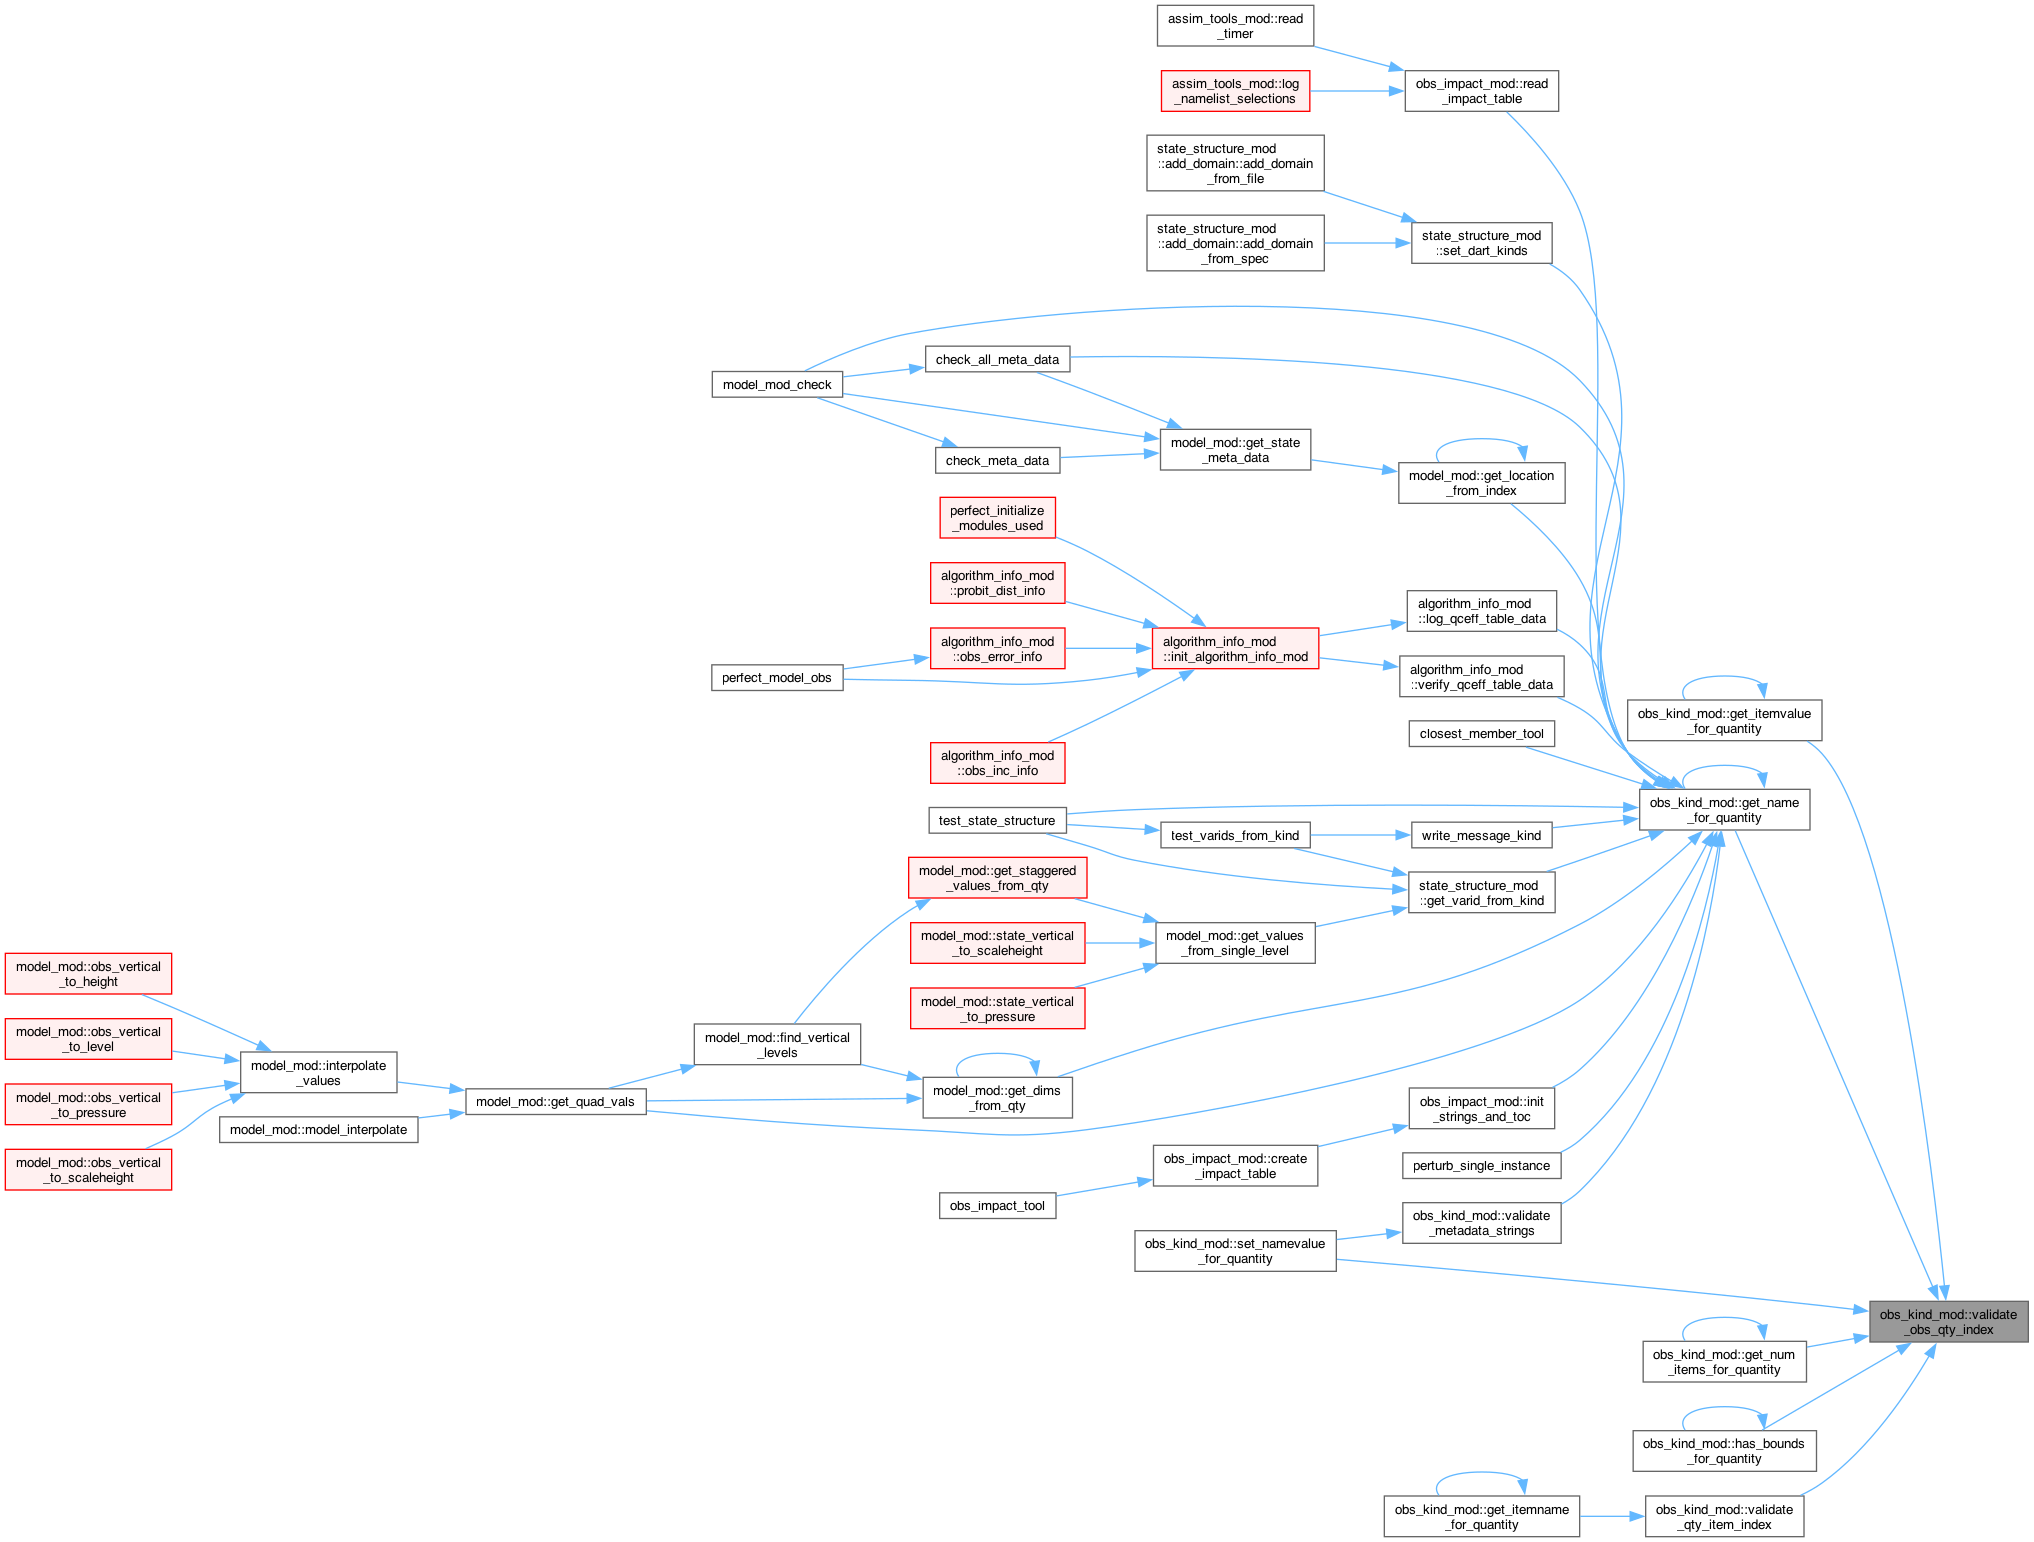 assim_tools_mod::read
_timer
assim_tools_mod::log
_namelist_selections
obs_impact_mod::read
_impact_table
state_structure_mod
::add_domain::add_domain
_from_file
state_structure_mod
::add_domain::add_domain
_from_spec
state_structure_mod
::set_dart_kinds
check_all_meta_data
model_mod_check
model_mod::get_state
_meta_data
check_meta_data
model_mod::get_location
_from_index
perfect_initialize
_modules_used
algorithm_info_mod
::probit_dist_info
algorithm_info_mod
::log_qceff_table_data
algorithm_info_mod
::obs_error_info
algorithm_info_mod
::init_algorithm_info_mod
algorithm_info_mod
::verify_qceff_table_data
perfect_model_obs
obs_kind_mod::get_itemvalue
_for_quantity
closest_member_tool
algorithm_info_mod
::obs_inc_info
obs_kind_mod::get_name
_for_quantity
test_state_structure
test_varids_from_kind
write_message_kind
model_mod::get_staggered
_values_from_qty
state_structure_mod
::get_varid_from_kind
model_mod::state_vertical
_to_scaleheight
model_mod::get_values
_from_single_level
model_mod::obs_vertical
_to_height
model_mod::state_vertical
_to_pressure
model_mod::obs_vertical
_to_level
model_mod::find_vertical
_levels
model_mod::interpolate
_values
model_mod::obs_vertical
_to_pressure
model_mod::get_quad_vals
model_mod::get_dims
_from_qty
model_mod::model_interpolate
obs_impact_mod::init
_strings_and_toc
model_mod::obs_vertical
_to_scaleheight
obs_impact_mod::create
_impact_table
perturb_single_instance
obs_impact_tool
obs_kind_mod::validate
_metadata_strings
obs_kind_mod::set_namevalue
_for_quantity
obs_kind_mod::validate
_obs_qty_index
obs_kind_mod::get_num
_items_for_quantity
obs_kind_mod::has_bounds
_for_quantity
obs_kind_mod::get_itemname
_for_quantity
obs_kind_mod::validate
_qty_item_index